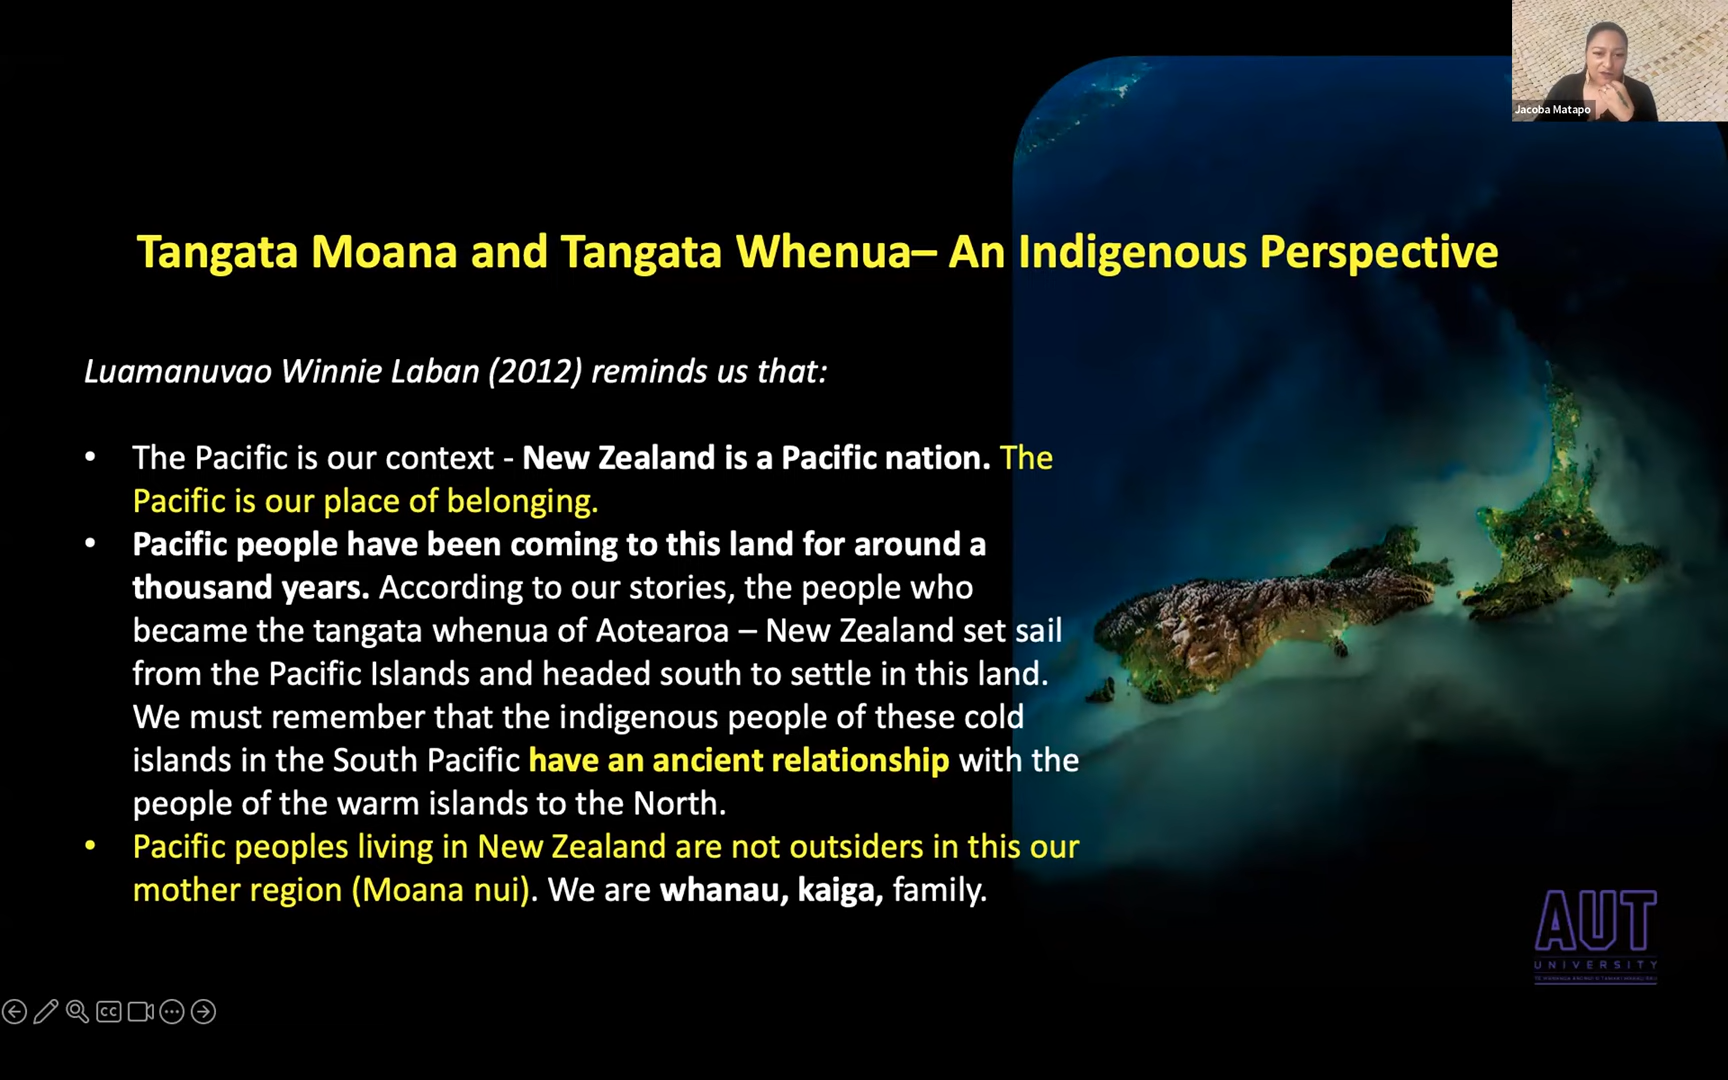 Jacoba Matapo
Tangata Moana and Tangata Whenua– An Indigenous Perspective
Luamanuvao Winnie Laban (2012) reminds us that:
• The Pacific is our context - New Zealand is a Pacific nation. The
Pacific is our place of belonging.
• Pacific people have been coming to this land for around a
thousand years. According to our stories, the people who
became the tangata whenua of Aotearoa – New Zealand set sail
from the Pacific Islands and headed south to settle in this land.
We must remember that the indigenous people of these cold
islands in the South Pacific have an ancient relationship with the
people of the warm islands to the North.
• Pacific peoples living in New Zealand are not outsiders in this our
mother region (Moana nui). We are whanau, kaiga, family.
AUT
UNIVERSITY
CC